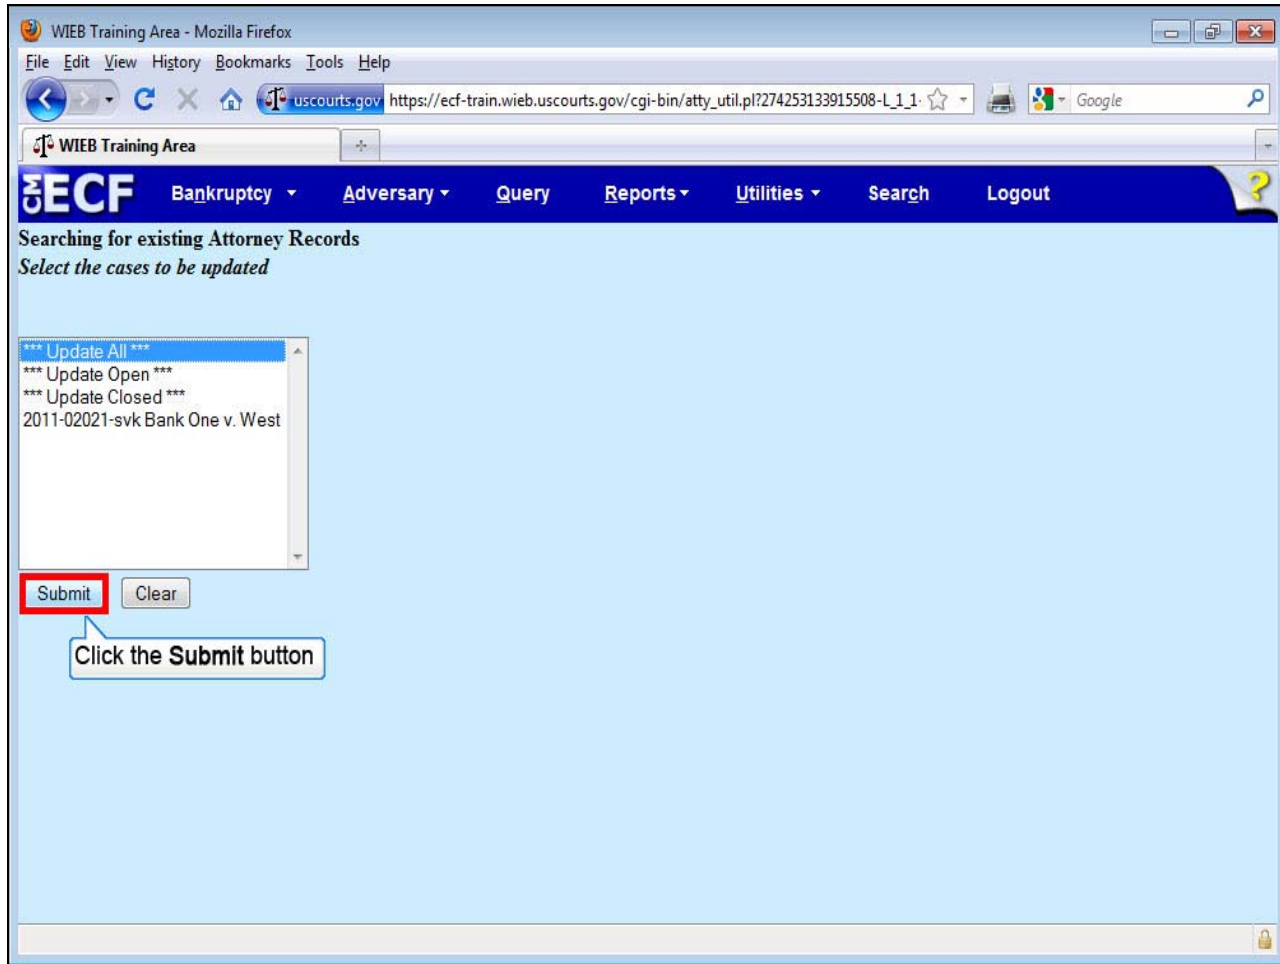 WIEB Training Area - Mozilla Firefox
File Edit View History Bookmarks Tools Help
uscourts.gov https://ecf-train.wieb.uscourts.gov/cgi-bin/atty_util.pl?274253133915508-L_1_1- Google
WIEB Training Area
CM ECF Bankruptcy Adversary Query Reports Utilities Search Logout ?
Searching for existing Attorney Records
Select the cases to be updated
*** Update All ***
*** Update Open ***
*** Update Closed ***
2011-02021-svk Bank One v. West
Submit Clear
Click the Submit button